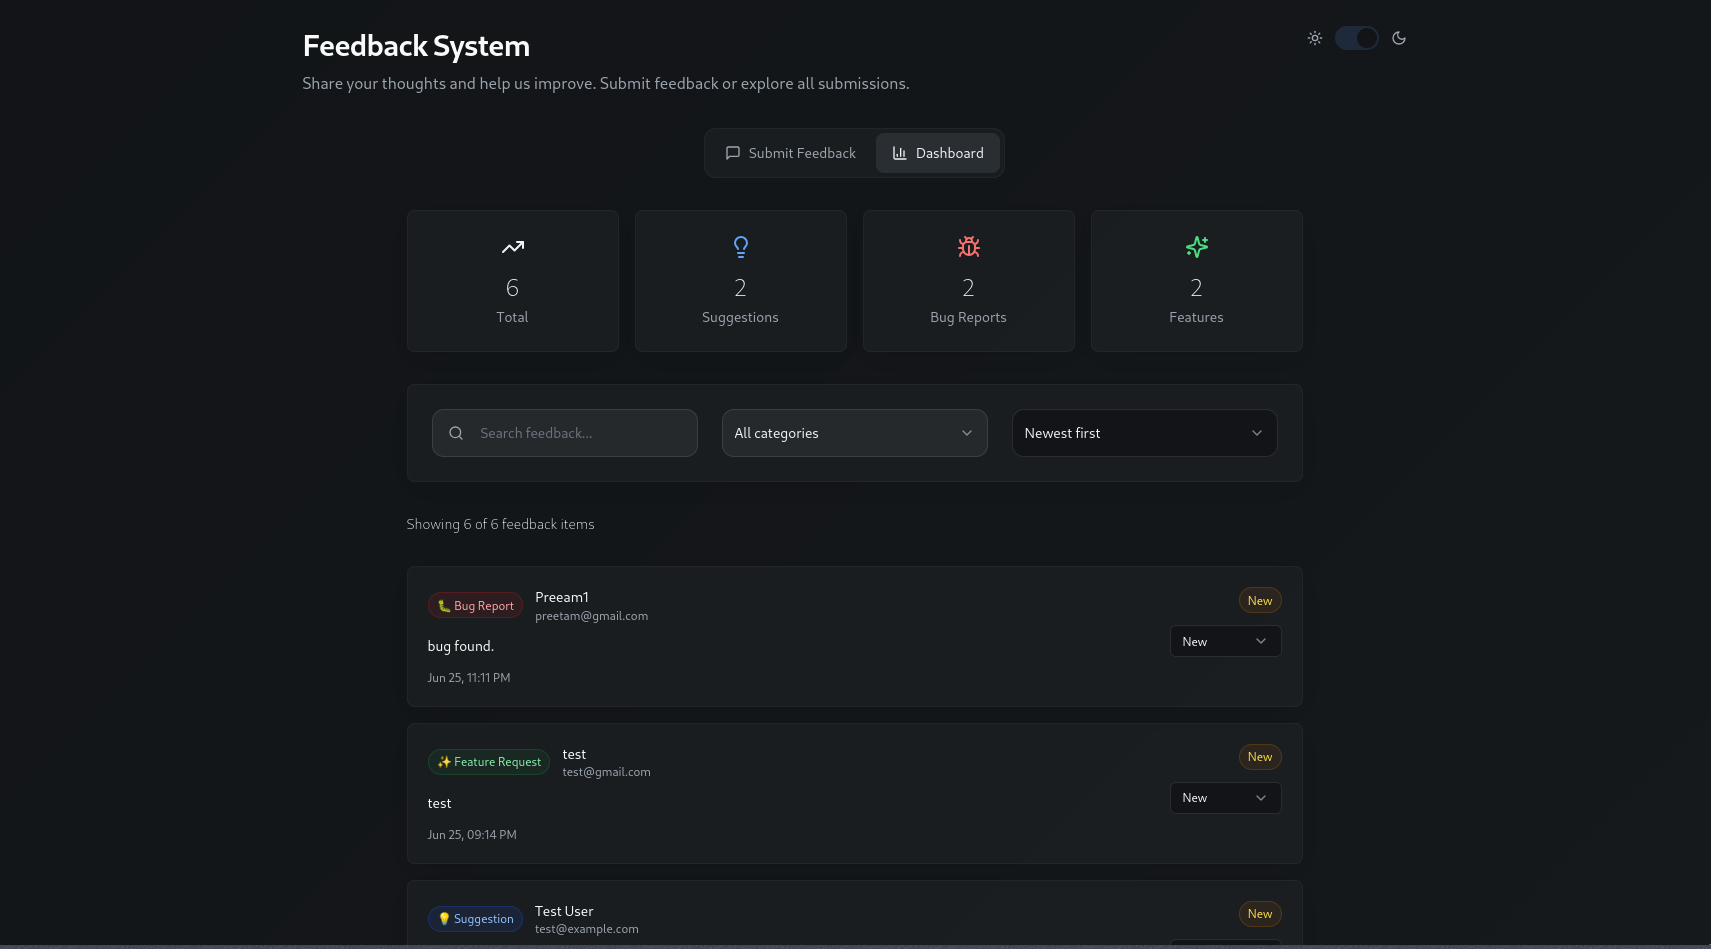 Feedback System
Share your thoughts and help us improve. Submit feedback or explore all submissions.
Submit Feedback
Dashboard
6
Total
2
Suggestions
2
Bug Reports
2
Features
Search feedback...
All categories
Newest first
Showing 6 of 6 feedback items
🐛 Bug Report
Preeam1
preetam@gmail.com
New
New
bug found.
Jun 25, 11:11 PM
✨ Feature Request
test
test@gmail.com
New
New
test
Jun 25, 09:14 PM
💡 Suggestion
Test User
test@example.com
New